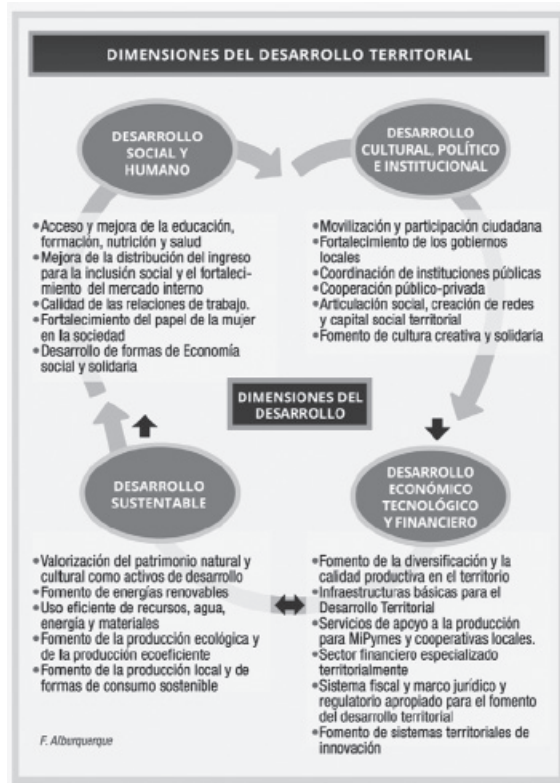 DIMENSIONES DEL DESARROLLO TERRITORIAL
DESARROLLO
SOCIAL Y
HUMANO
•Acceso y mejora de la educación,
formación, nutrición y salud
•Mejora de la distribución del ingreso
para la inclusión social y el fortaleci-
miento del mercado interno
•Calidad de las relaciones de trabajo.
•Fortalecimiento del papel de la mujer
en la sociedad
•Desarrollo de formas de Economía
social y solidaria
DESARROLLO
CULTURAL, POLÍTICO
E INSTITUCIONAL
•Movilización y participación ciudadana
•Fortalecimiento de los gobiernos
locales
•Coordinación de instituciones públicas
•Cooperación público-privada
•Articulación social, creación de redes
y capital social territorial
•Fomento de cultura creativa y solidaria
DIMENSIONES DEL
DESARROLLO
DESARROLLO
SUSTENTABLE
•Valorización del patrimonio natural y
cultural como activos de desarrollo
•Fomento de energías renovables
•Uso eficiente de recursos, agua,
energía y materiales
•Fomento de la producción ecológica y
de la producción ecoeficiente
•Fomento de la producción local y de
formas de consumo sostenible
DESARROLLO
ECONÓMICO
TECNOLÓGICO
Y FINANCIERO
•Fomento de la diversificación y la
calidad productiva en el territorio
•Infraestructuras básicas para el
Desarrollo Territorial
•Servicios de apoyo a la producción
para MiPymes y cooperativas locales.
•Sector financiero especializado
territorialmente
•Sistema fiscal y marco jurídico y
regulatorio apropiado para el fomento
del desarrollo territorial
•Fomento de sistemas territoriales de
innovación
F. Alburquerque